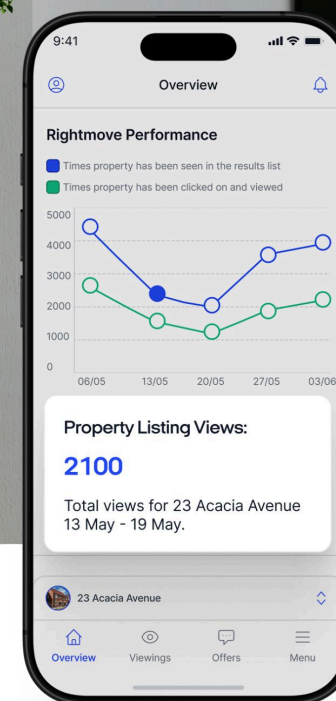 9:41
Overview
Rightmove Performance
Times property has been seen in the results list
Times property has been clicked on and viewed
5000
4000
3000
2000
1000
0
06/05 13/05 20/05 27/05 03/06
Property Listing Views:
2100
Total views for 23 Acacia Avenue
13 May - 19 May.
23 Acacia Avenue
Overview Viewings Offers Menu